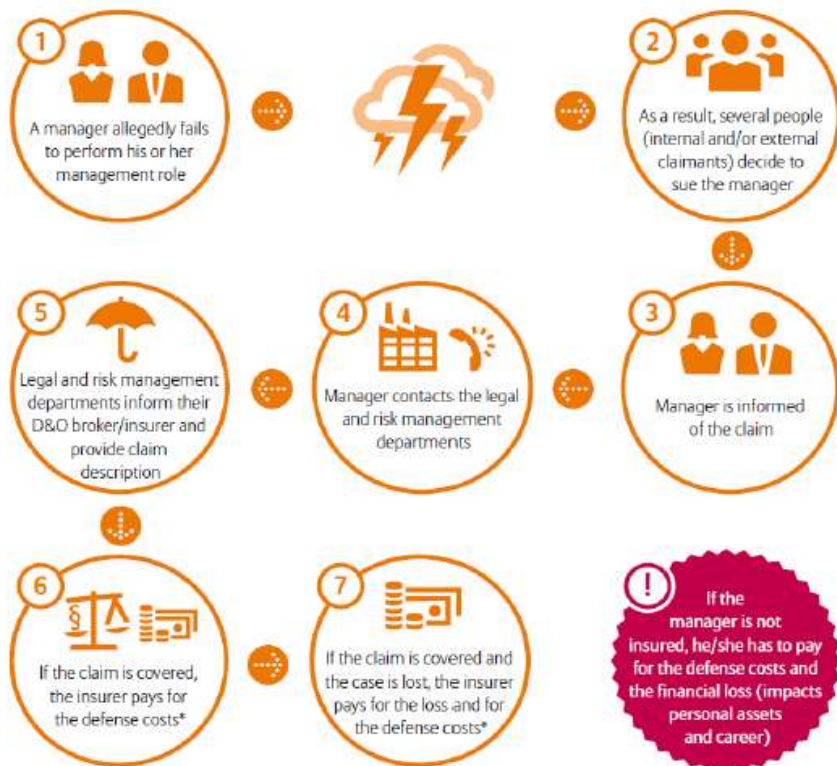 1
A manager allegedly fails
to perform his or her
management role
2
As a result, several people
(internal and/or external
claimants) decide to
sue the manager
3
Manager is informed
of the claim
4
Manager contacts the legal
and risk management
departments
5
Legal and risk management
departments inform their
D&O broker/insurer and
provide claim
description
6
§
If the claim is covered,
the insurer pays for
the defense costs*
7
If the claim is covered and
the case is lost, the insurer
pays for the loss and for
the defense costs*
!
If the
manager is not
insured, he/she has to pay
for the defense costs and
the financial loss (impacts
personal assets
and career)